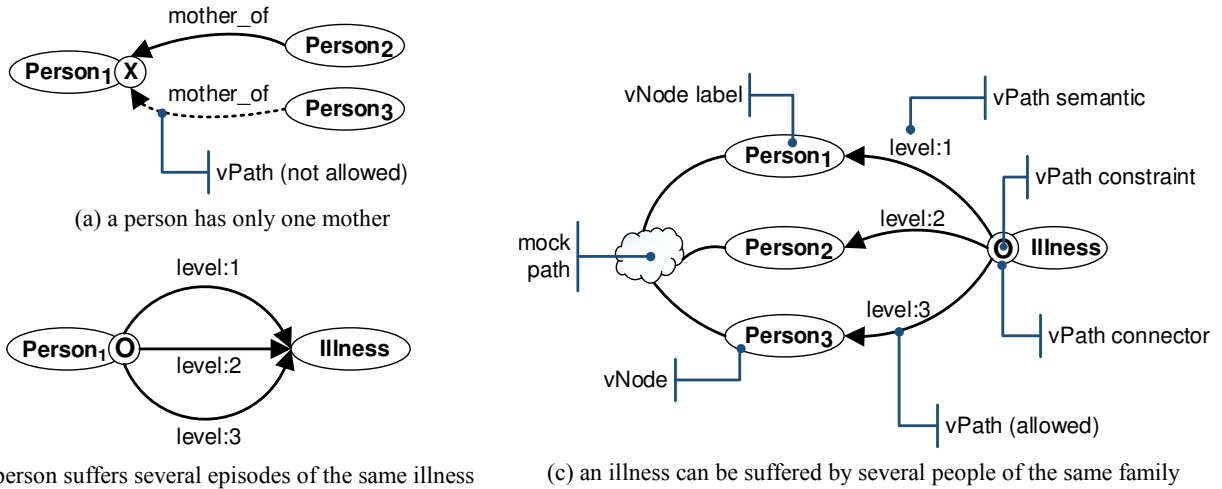 mother_of
Person2
Person1 X
mother_of
Person3
vPath (not allowed)
(a) a person has only one mother
level:1
Person1 O
Illness
level:2
level:3
person suffers several episodes of the same illness
vNode label
vPath semantic
Person1
level:1
vPath constraint
mock
path
Person2
level:2
O Illness
level:3
Person3
vPath connector
vNode
vPath (allowed)
(c) an illness can be suffered by several people of the same family